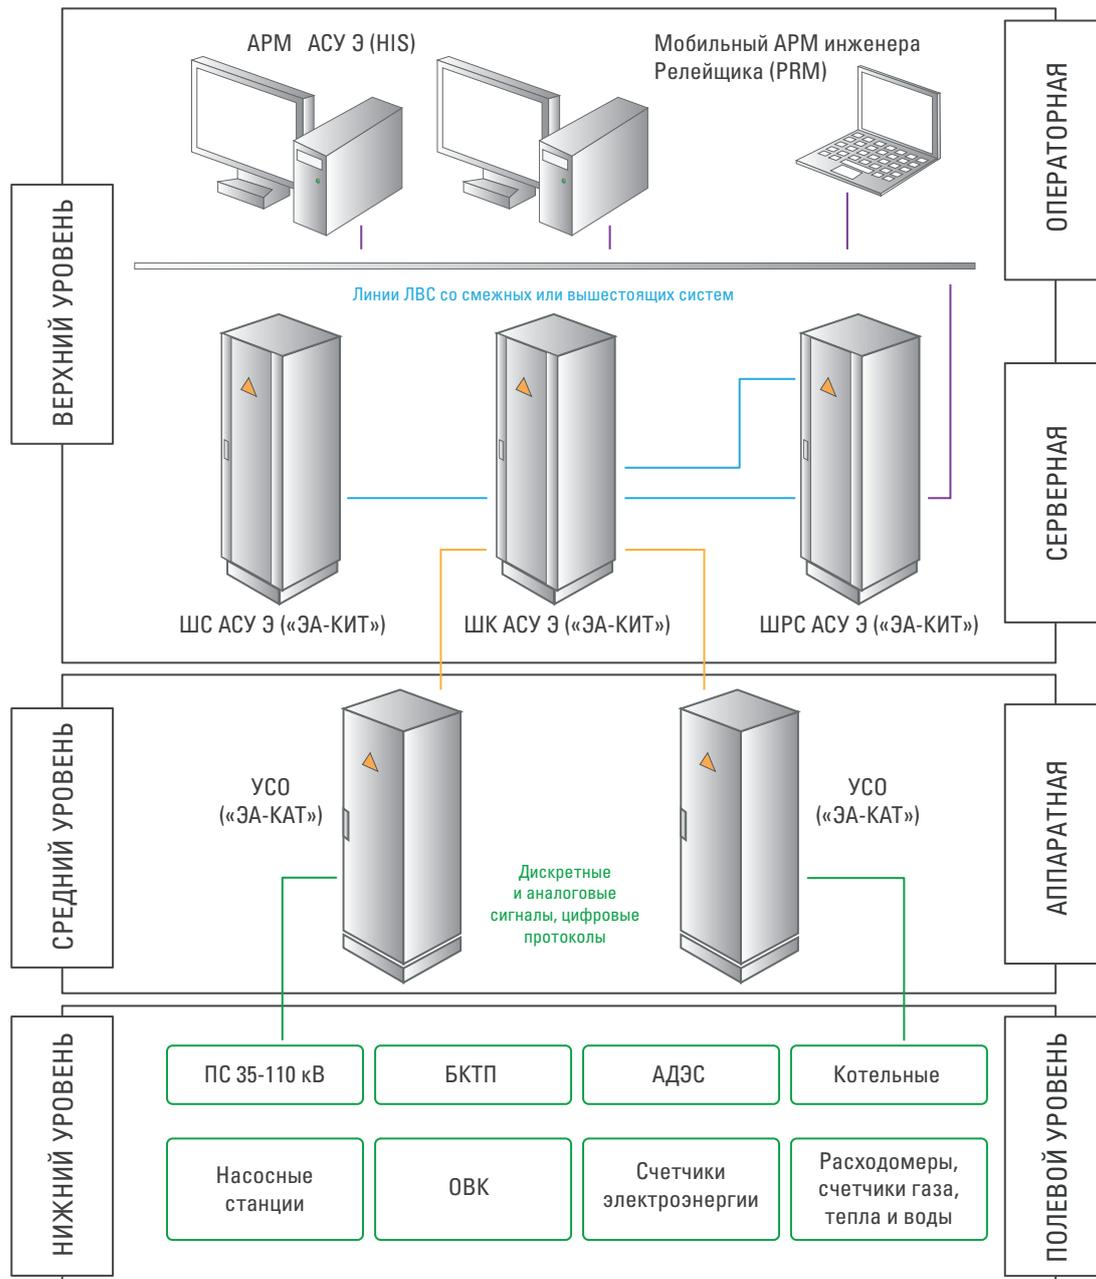 АРМ АСУ Э (HIS)
Мобильный АРМ инженера
Релейщика (PRM)
ОПЕРАТОРНАЯ
ВЕРХНИЙ УРОВЕНЬ
Линии ЛВС со смежных или вышестоящих систем
СЕРВЕРНАЯ
ШС АСУ Э («ЭА-КИТ»)
ШК АСУ Э («ЭА-КИТ»)
ШРС АСУ Э («ЭА-КИТ»)
СРЕДНИЙ УРОВЕНЬ
УСО
(«ЭА-КАТ»)
УСО
(«ЭА-КАТ»)
АППАРАТНАЯ
Дискретные
и аналоговые
сигналы, цифровые
протоколы
НИЖНИЙ УРОВЕНЬ
ПС 35-110 кВ
БКТП
АДЭС
Котельные
ПОЛЕВОЙ УРОВЕНЬ
Насосные
станции
ОВК
Счетчики
электроэнергии
Расходомеры,
счетчики газа,
тепла и воды